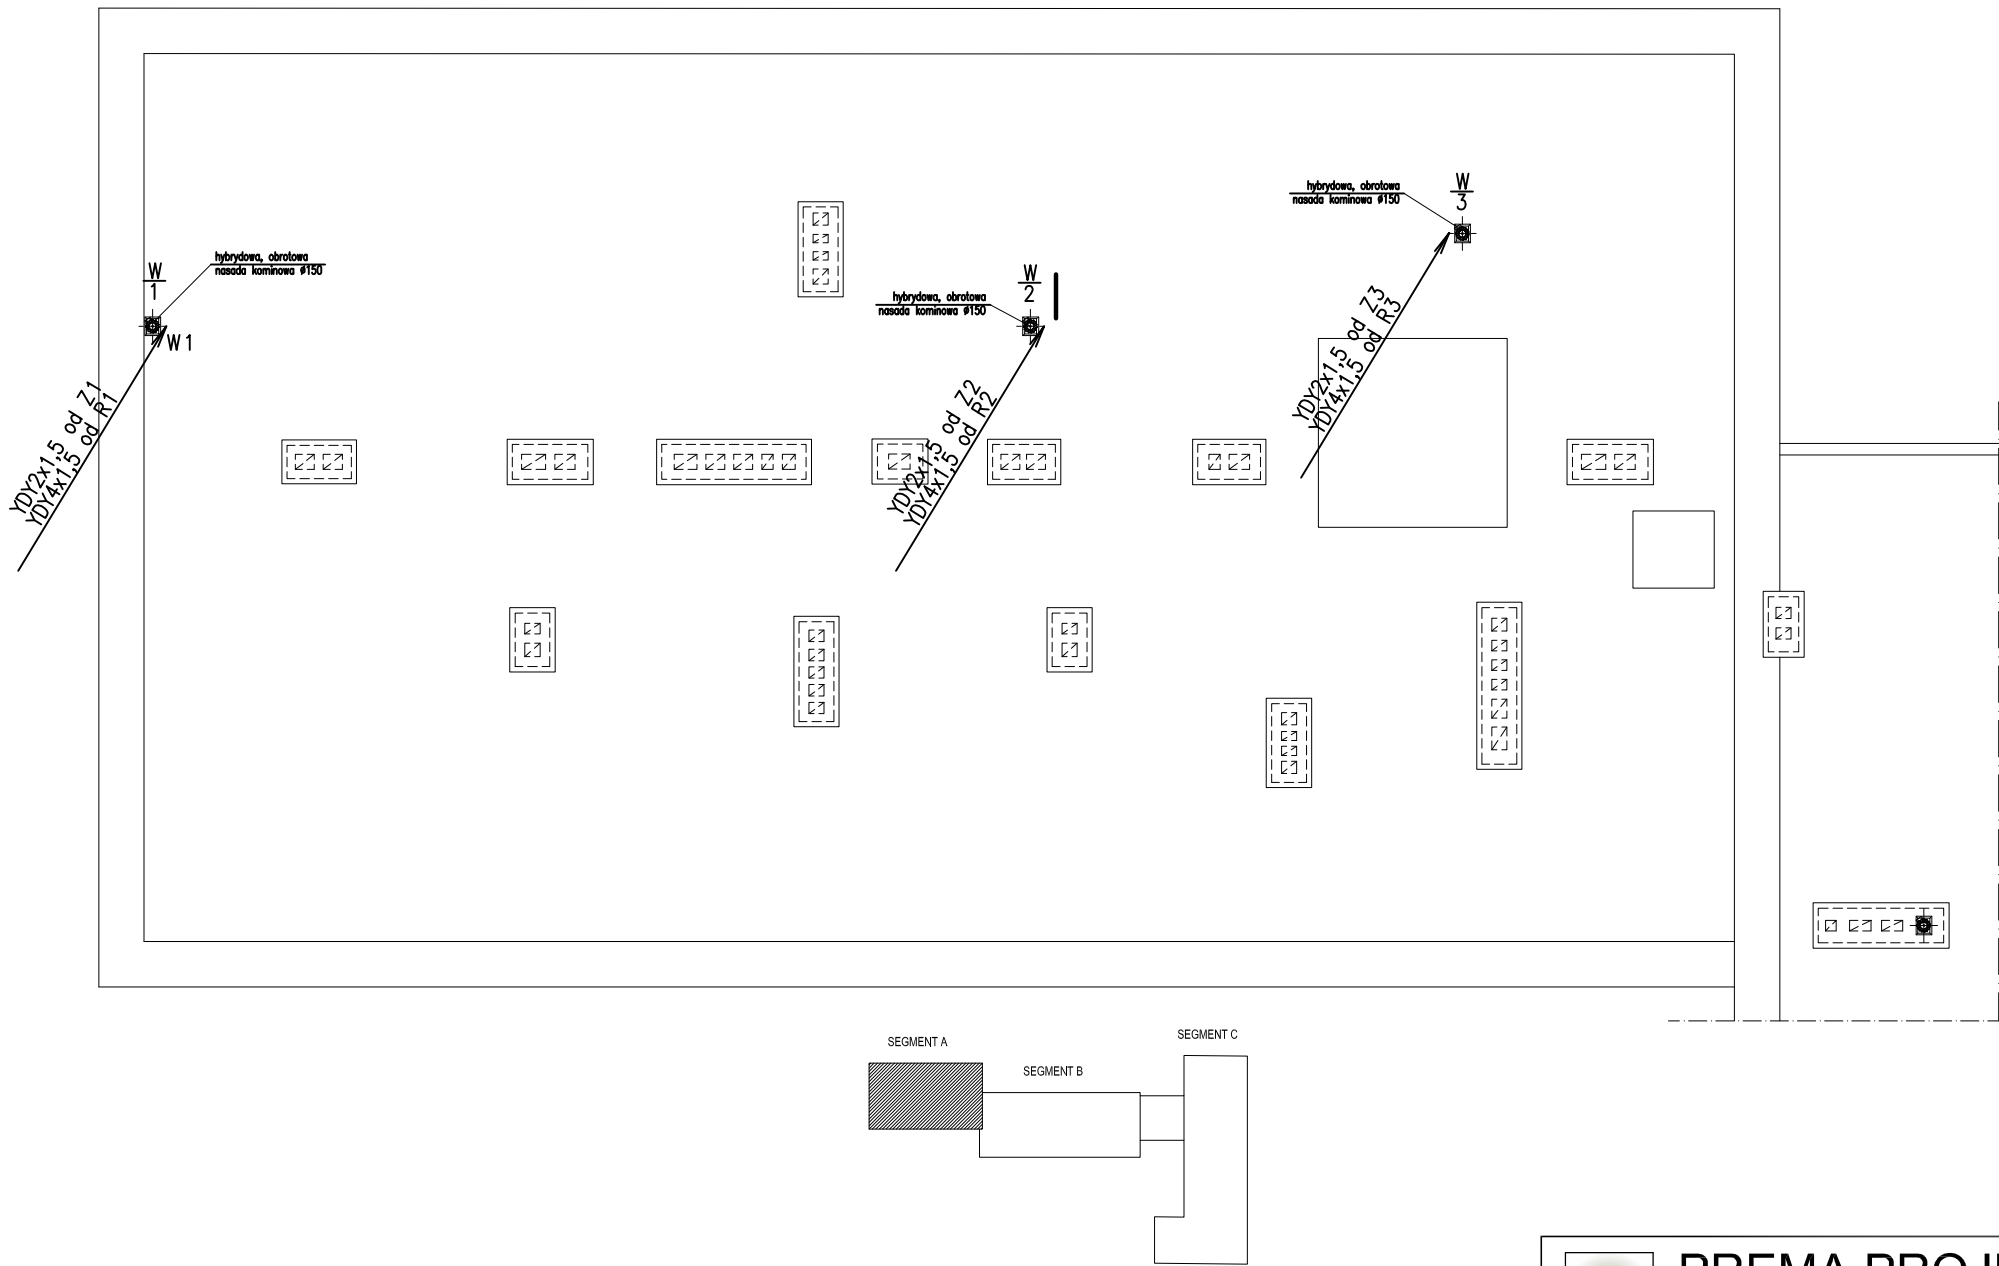 hybrydowa, obrotowa
nasada kominowa ø150
W
3
hybrydowa, obrotowa
nasada kominowa ø150
W
1
W 1
hybrydowa, obrotowa
nasada kominowa ø150
W
2
YDY2x1,5 od Z1
YDY4x1,5 od R1
YDY2x1,5 od Z2
YDY4x1,5 od R2
YDY2x1,5 od Z3
YDY4x1,5 od R3
SEGMENT A
SEGMENT B
SEGMENT C